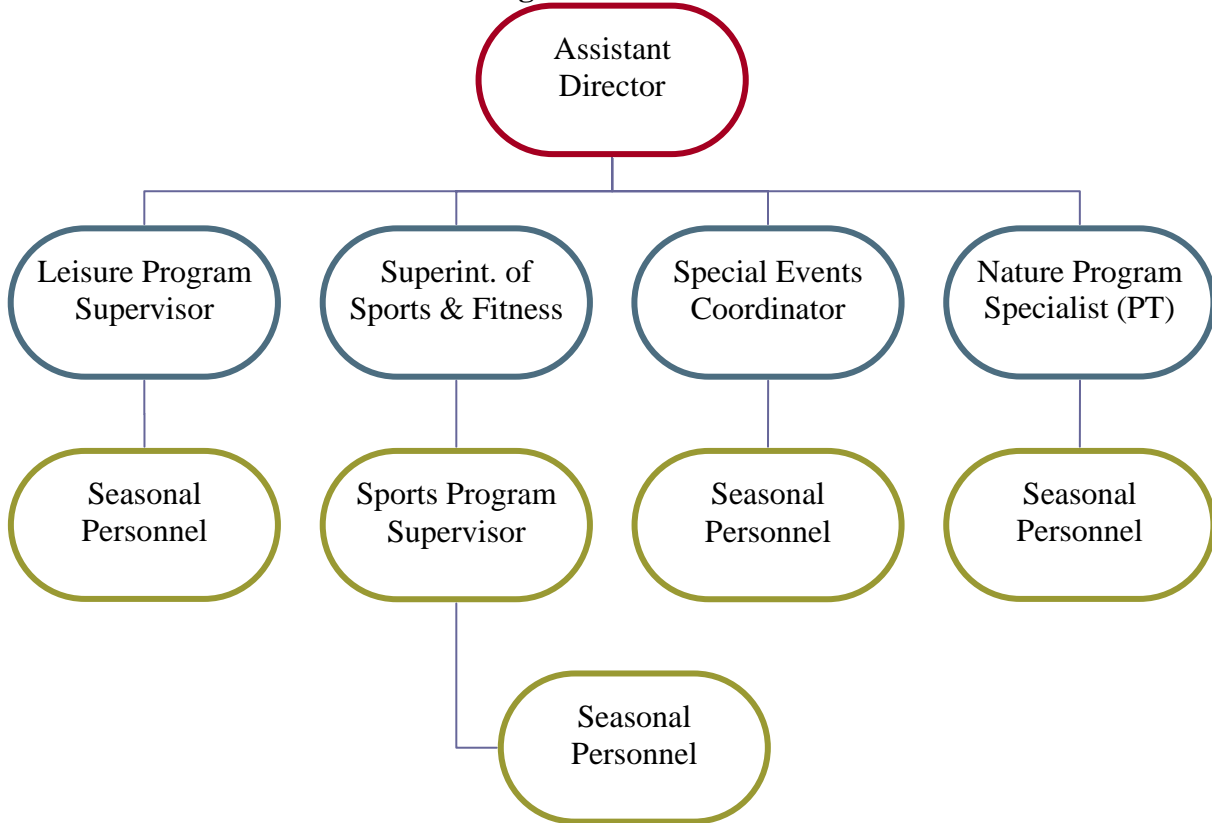 Assistant
Director
Leisure Program
Supervisor
Superint. of
Sports & Fitness
Special Events
Coordinator
Nature Program
Specialist (PT)
Seasonal
Personnel
Sports Program
Supervisor
Seasonal
Personnel
Seasonal
Personnel
Seasonal
Personnel